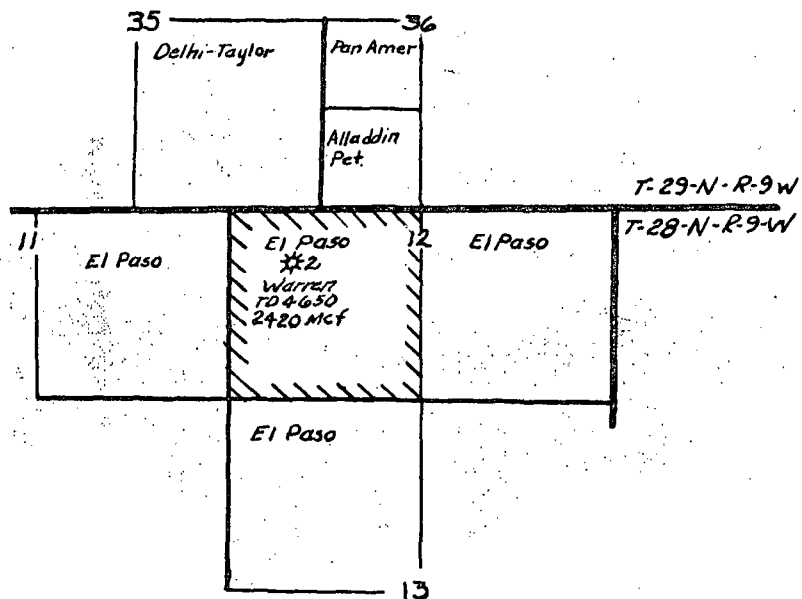 35
36
Delhi-Taylor
Pan Amer
Alladdin
Pet.
T-29-N-R-9W
T-28-N-R-9-W
11
El Paso
El Paso
12
El Paso
2
Warren
TD 4650
2420 Mcf
El Paso
13